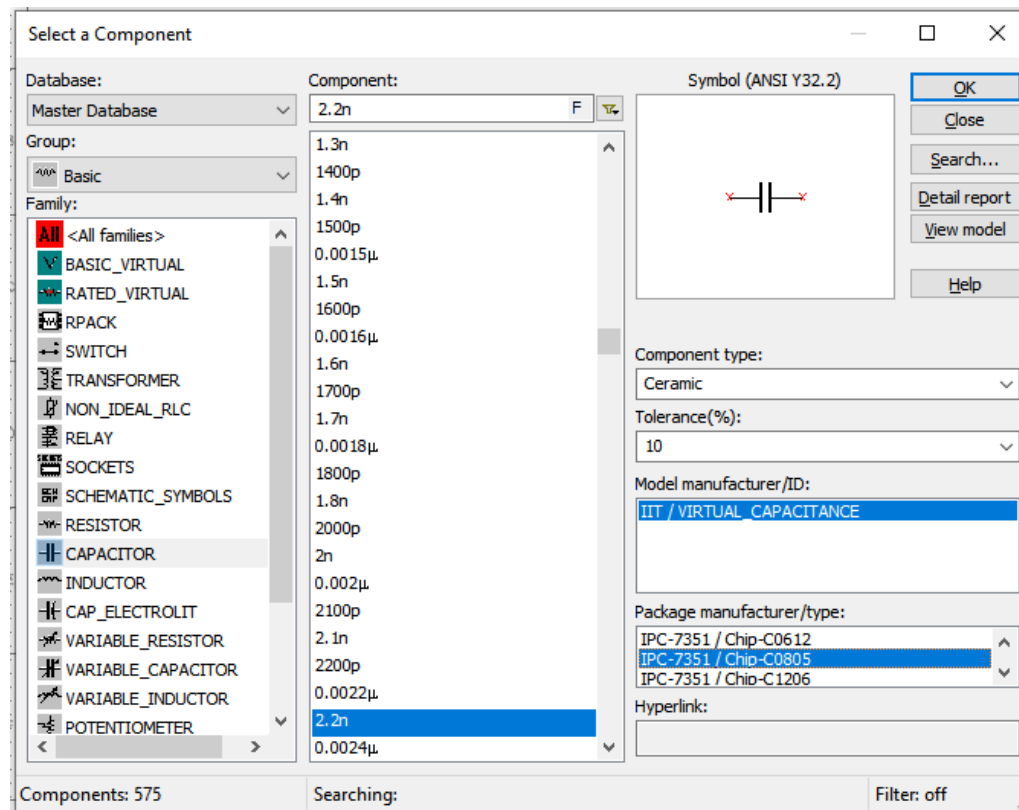 Select a Component
Database:
Master Database
Group:
Basic
Family:
All <All families>
BASIC_VIRTUAL
RATED_VIRTUAL
RPACK
SWITCH
TRANSFORMER
NON_IDEAL_RLC
RELAY
SOCKETS
SCHEMATIC_SYMBOLS
RESISTOR
CAPACITOR
INDUCTOR
CAP_ELECTROLIT
VARIABLE_RESISTOR
VARIABLE_CAPACITOR
VARIABLE_INDUCTOR
POTENTIOMETER
Component:
2.2n F
1.3n
1400p
1.4n
1500p
0.0015µ
1.5n
1600p
0.0016µ
1.6n
1700p
1.7n
0.0018µ
1800p
1.8n
2000p
2n
0.002µ
2100p
2.1n
2200p
0.0022µ
2.2n
0.0024µ
Symbol (ANSI Y32.2)
OK
Close
Search...
Detail report
View model
Help
Component type:
Ceramic
Tolerance(%):
10
Model manufacturer/ID:
IIT / VIRTUAL_CAPACITANCE
Package manufacturer/type:
IPC-7351 / Chip-C0612
IPC-7351 / Chip-C0805
IPC-7351 / Chip-C1206
Hyperlink:
Components: 575
Searching:
Filter: off